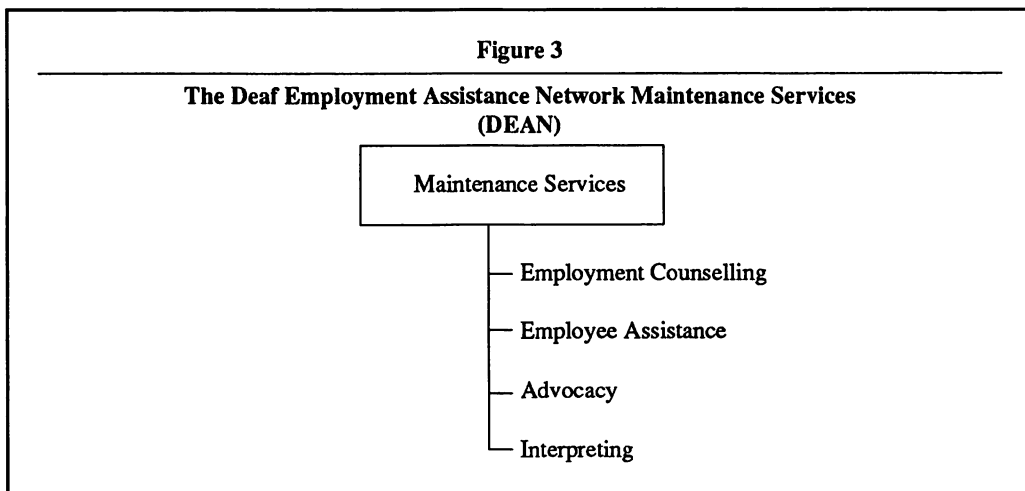 Figure 3
The Deaf Employment Assistance Network Maintenance Services
(DEAN)
Maintenance Services
Employment Counselling
Employee Assistance
Advocacy
Interpreting